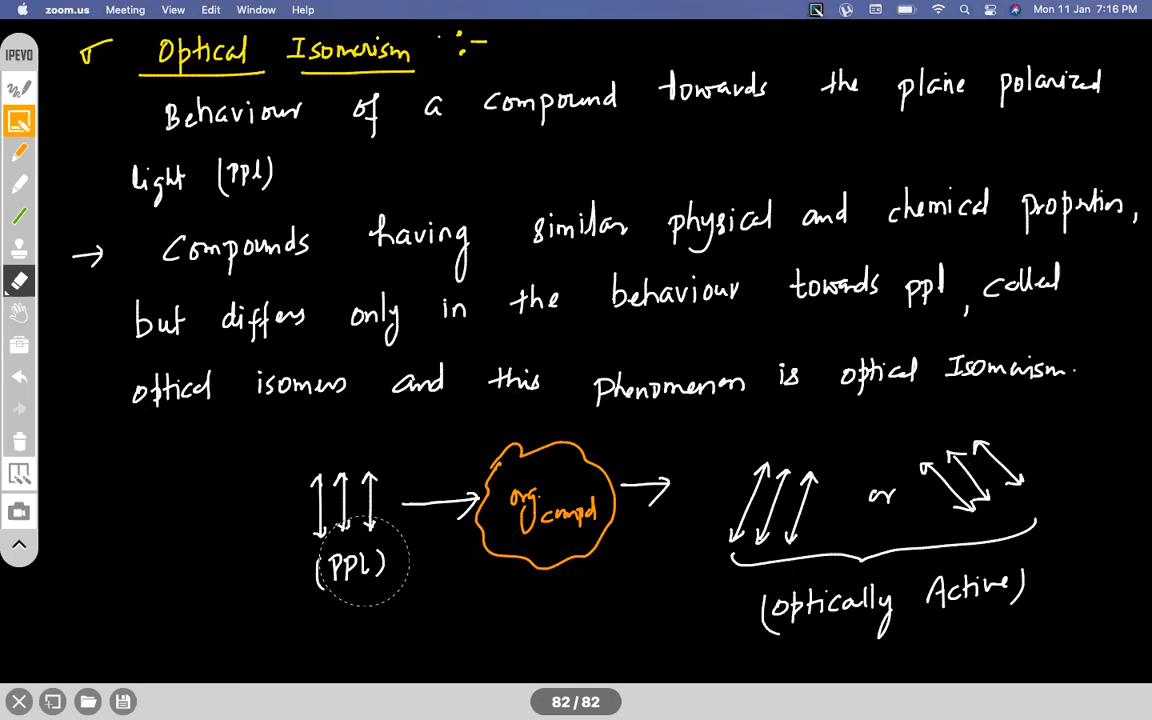 zoom.us Meeting View Edit Window Help Mon 11 Jan 7:16 PM
IPEVO
Optical Isomerism :-
Behaviour of a compound towards the plane polarized
light (PPl)
→ Compounds having similar physical and chemical properties,
but differs only in the behaviour towards ppl, called
optical isomers and this phenomenon is optical Isomerism.
org. compd
or
(PPL)
(optically Active)
82 / 82